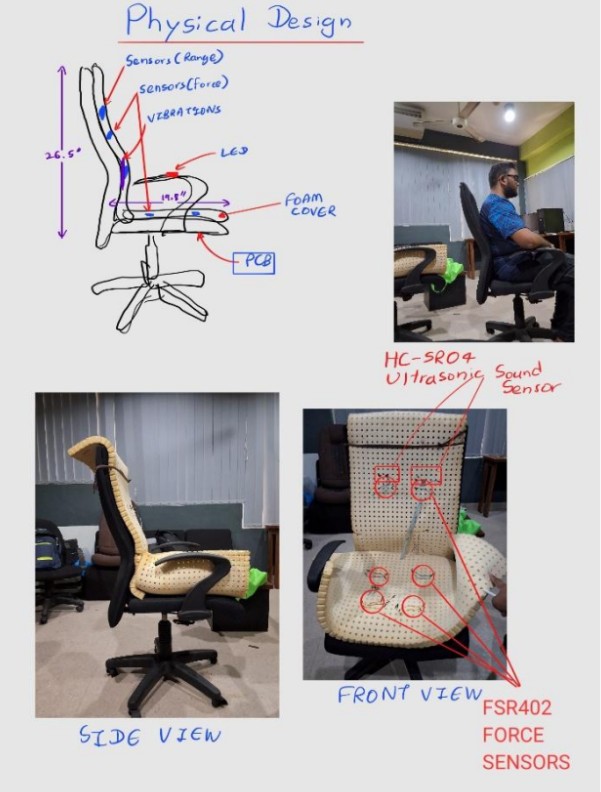 Physical Design
Sensors (Range)
sensors (Force)
VIBRATIONS
26.5"
LED
19.8"
FOAM
COVER
PCB
HC-SR04
Ultrasonic Sound
Sensor
SIDE VIEW
FRONT VIEW
FSR402
FORCE
SENSORS